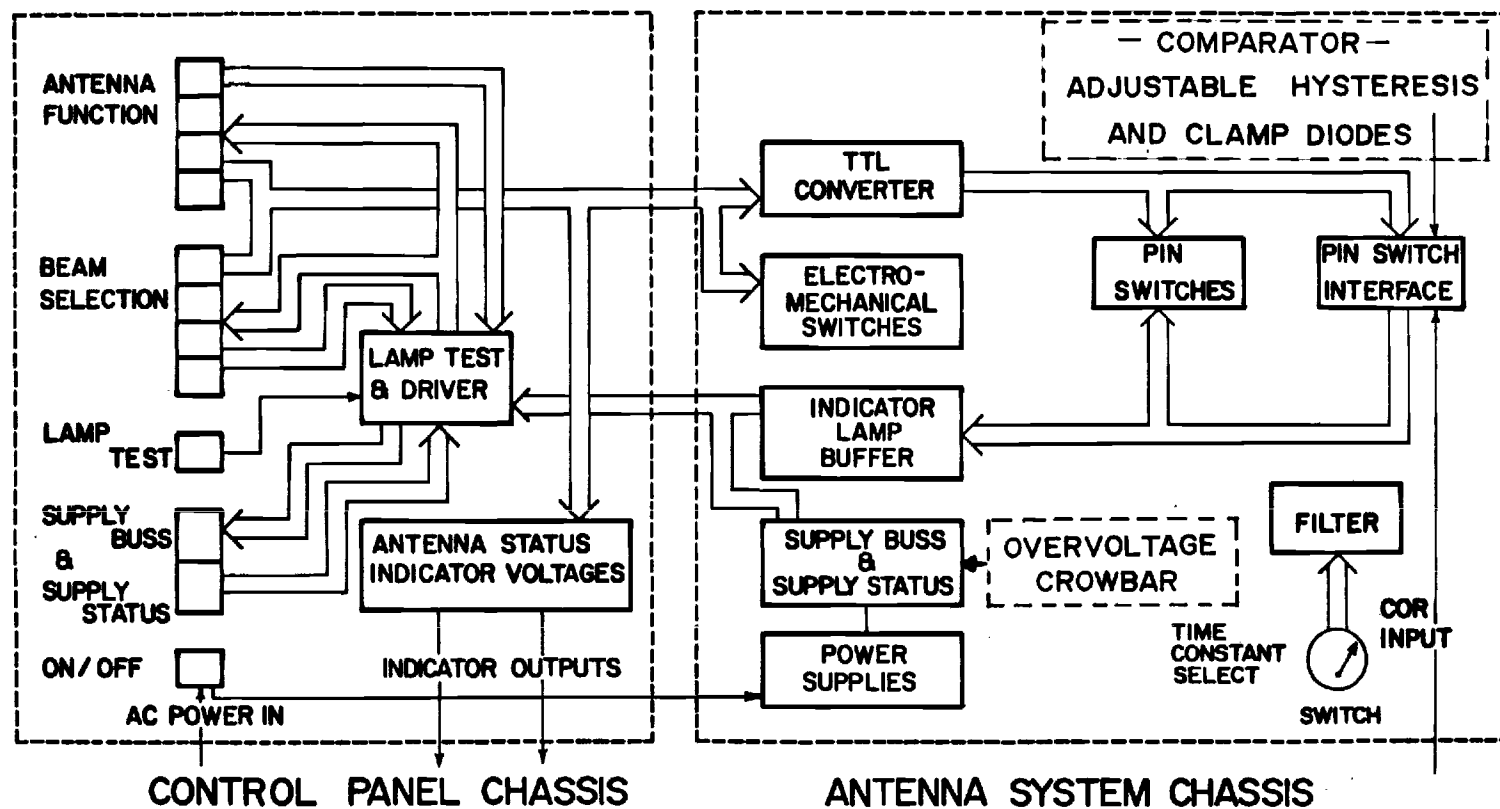 ANTENNA
FUNCTION
BEAM
SELECTION
LAMP
TEST
SUPPLY
BUSS
&
SUPPLY
STATUS
ON/OFF
AC POWER IN
LAMP TEST
& DRIVER
ANTENNA STATUS
INDICATOR VOLTAGES
INDICATOR OUTPUTS
CONTROL PANEL CHASSIS
— COMPARATOR —
ADJUSTABLE HYSTERESIS
AND CLAMP DIODES
TTL
CONVERTER
ELECTRO-
MECHANICAL
SWITCHES
PIN
SWITCHES
PIN SWITCH
INTERFACE
INDICATOR
LAMP
BUFFER
SUPPLY BUSS
&
SUPPLY STATUS
OVERVOLTAGE
CROWBAR
POWER
SUPPLIES
FILTER
TIME
CONSTANT
SELECT
SWITCH
COR
INPUT
ANTENNA SYSTEM CHASSIS